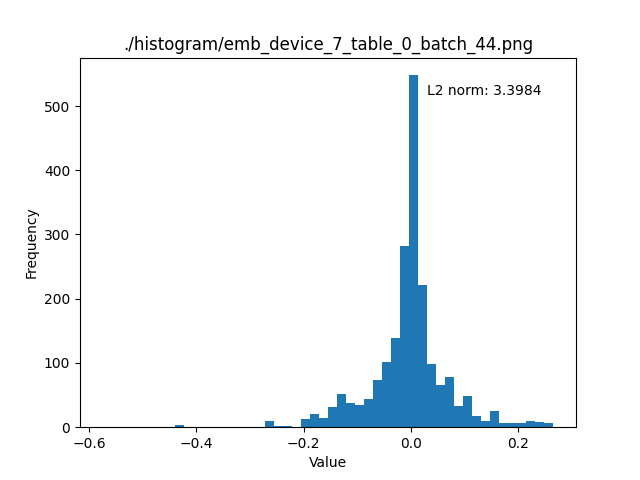 ./histogram/emb_device_7_table_0_batch_44.png
L2 norm: 3.3984
Frequency
500
400
300
200
100
0
−0.6 −0.4 −0.2 0.0 0.2
Value